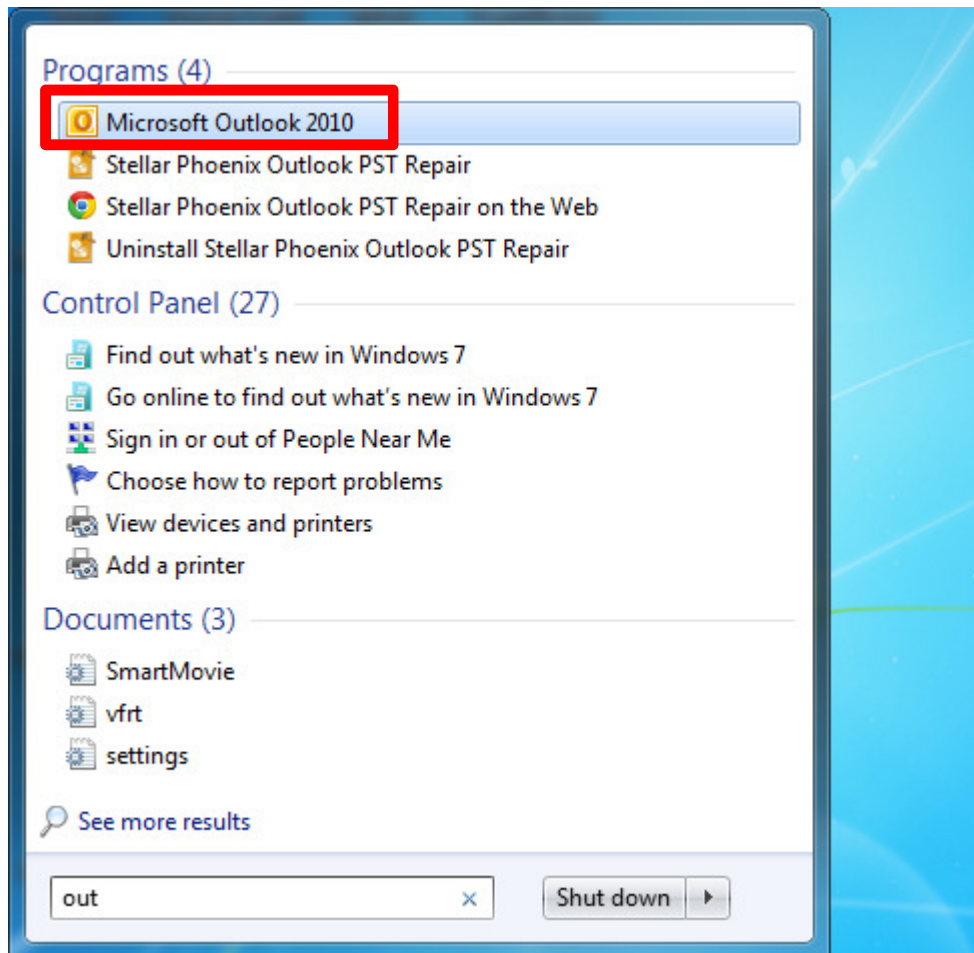 Programs (4)
Microsoft Outlook 2010
Stellar Phoenix Outlook PST Repair
Stellar Phoenix Outlook PST Repair on the Web
Uninstall Stellar Phoenix Outlook PST Repair
Control Panel (27)
Find out what's new in Windows 7
Go online to find out what's new in Windows 7
Sign in or out of People Near Me
Choose how to report problems
View devices and printers
Add a printer
Documents (3)
SmartMovie
vfrt
settings
See more results
out
Shut down